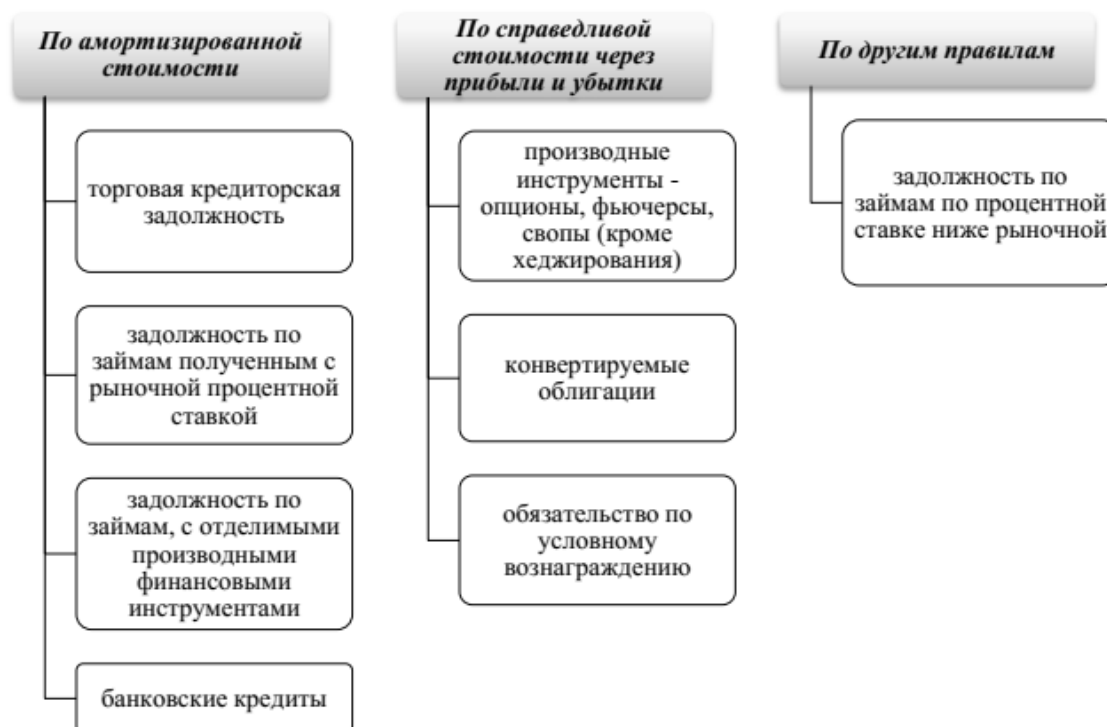 По амортизированной
стоимости
торговая кредиторская
задолжность
задолжность по
займам полученным с
рыночной процентной
ставкой
задолжность по
займам, с отделимыми
производными
финансовыми
инструментами
банковские кредиты
По справедливой
стоимости через
прибыли и убытки
производные
инструменты -
опционы, фьючерсы,
свопы (кроме
хеджирования)
конвертируемые
облигации
обязательство по
условному
вознаграждению
По другим правилам
задолжность по
займам по процентной
ставке ниже рыночной